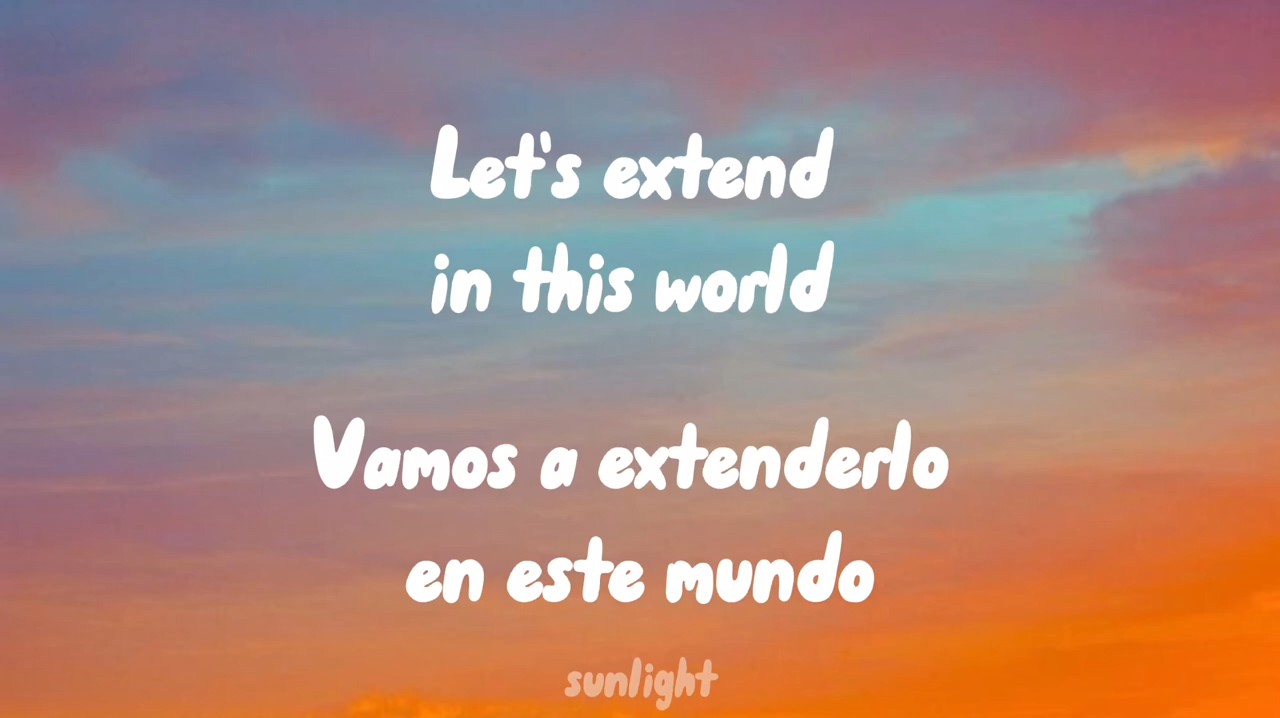 Let's extend
in this world
Vamos a extenderlo
en este mundo
sunlight